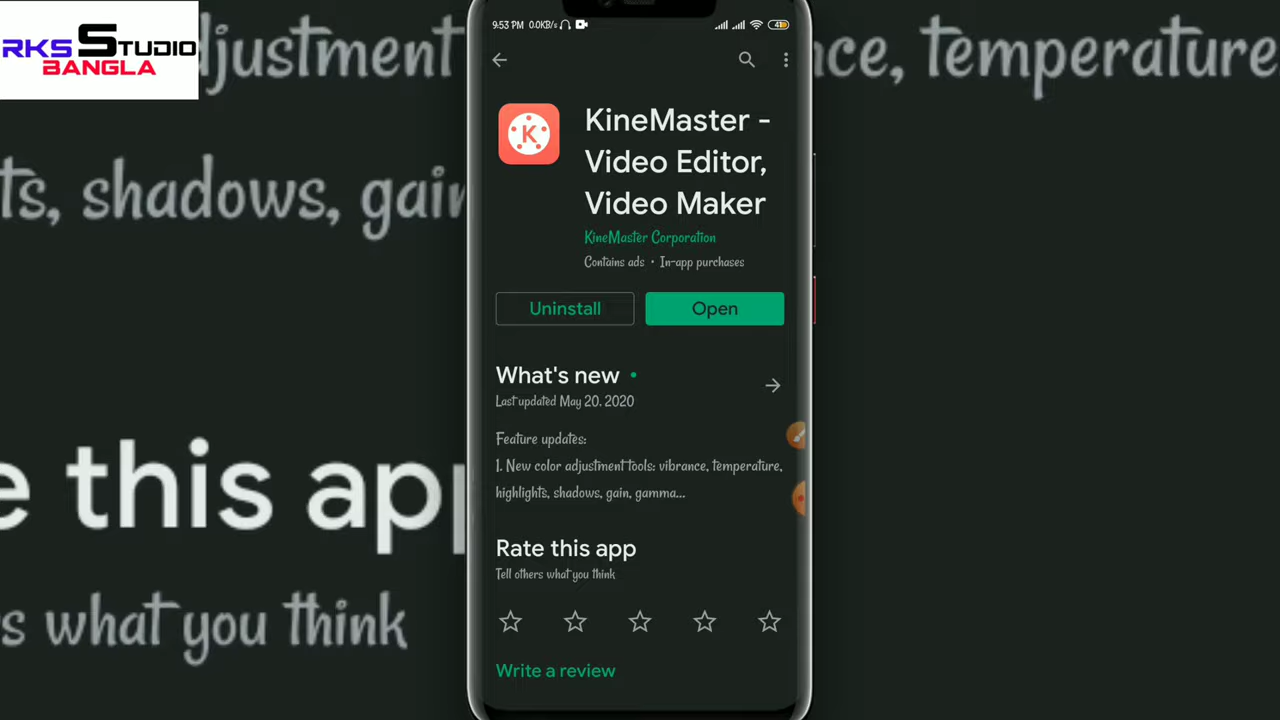 RKS STUDIO
BANGLA
djustment
ce, temperature
ts, shadows, gain
e this app
s what you think
9:53 PM 0.0KB/s
41
KineMaster -
Video Editor,
Video Maker
KineMaster Corporation
Contains ads • In-app purchases
Uninstall
Open
What's new
Last updated May 20, 2020
Feature updates:
1. New color adjustment tools: vibrance, temperature,
highlights, shadows, gain, gamma...
Rate this app
Tell others what you think
Write a review